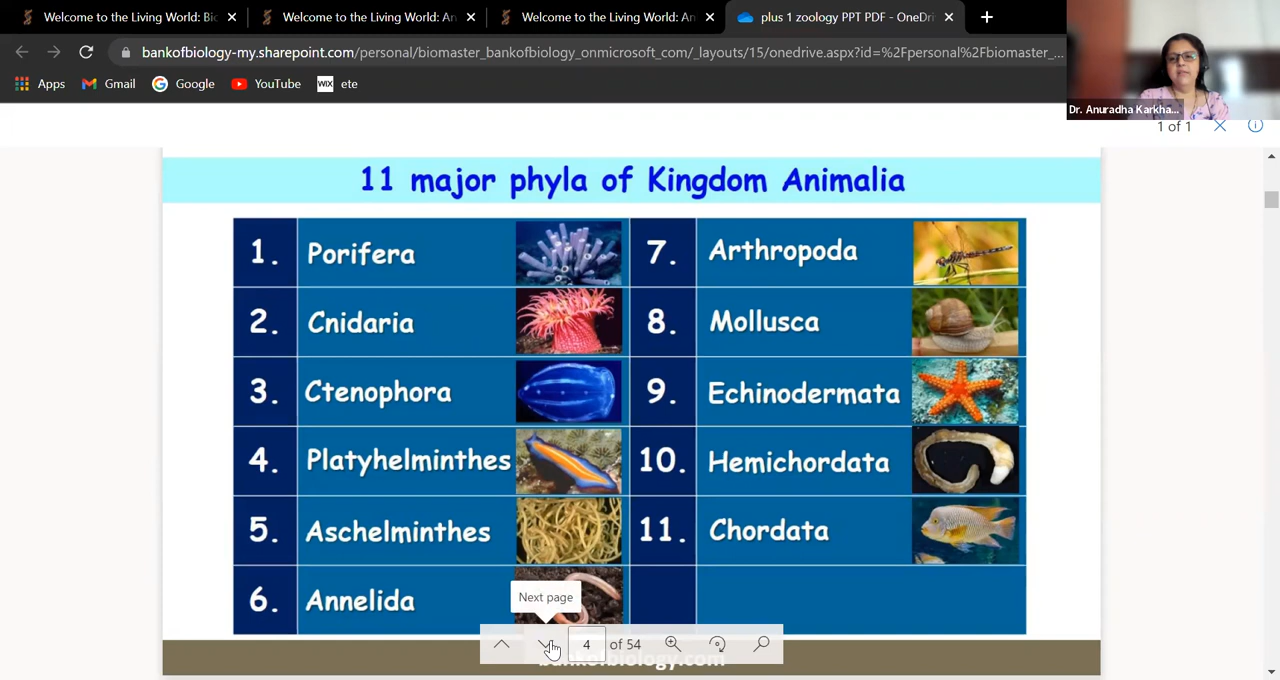 Welcome to the Living World: Bio
Welcome to the Living World: An
Welcome to the Living World: An
plus 1 zoology PPT PDF - OneDri
bankofbiology-my.sharepoint.com/personal/biomaster_bankofbiology_onmicrosoft_com/_layouts/15/onedrive.aspx?id=%2Fpersonal%2Fbiomaster_...
Apps
Gmail
Google
YouTube
WIX
ete
Dr. Anuradha Karkha...
1 of 1
11 major phyla of Kingdom Animalia
1. Porifera
2. Cnidaria
3. Ctenophora
4. Platyhelminthes
5. Aschelminthes
6. Annelida
7. Arthropoda
8. Mollusca
9. Echinodermata
10. Hemichordata
11. Chordata
Next page
4 of 54
bankofbiology.com